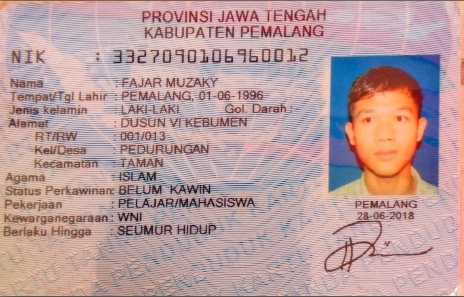 PROVINSI JAWA TENGAH
KABUPATEN PEMALANG
NIK : 3327090106960012
Nama : FAJAR MUZAKY
Tempat/Tgl Lahir : PEMALANG, 01-06-1996
Jenis kelamin : LAKI-LAKI Gol. Darah :-
Alamat : DUSUN VI KEBUMEN
RT/RW : 001/013
Kel/Desa : PEDURUNGAN
Kecamatan : TAMAN
Agama : ISLAM
Status Perkawinan: BELUM KAWIN
Pekerjaan : PELAJAR/MAHASISWA
Kewarganegaraan: WNI
Berlaku Hingga : SEUMUR HIDUP
PEMALANG
28-06-2018